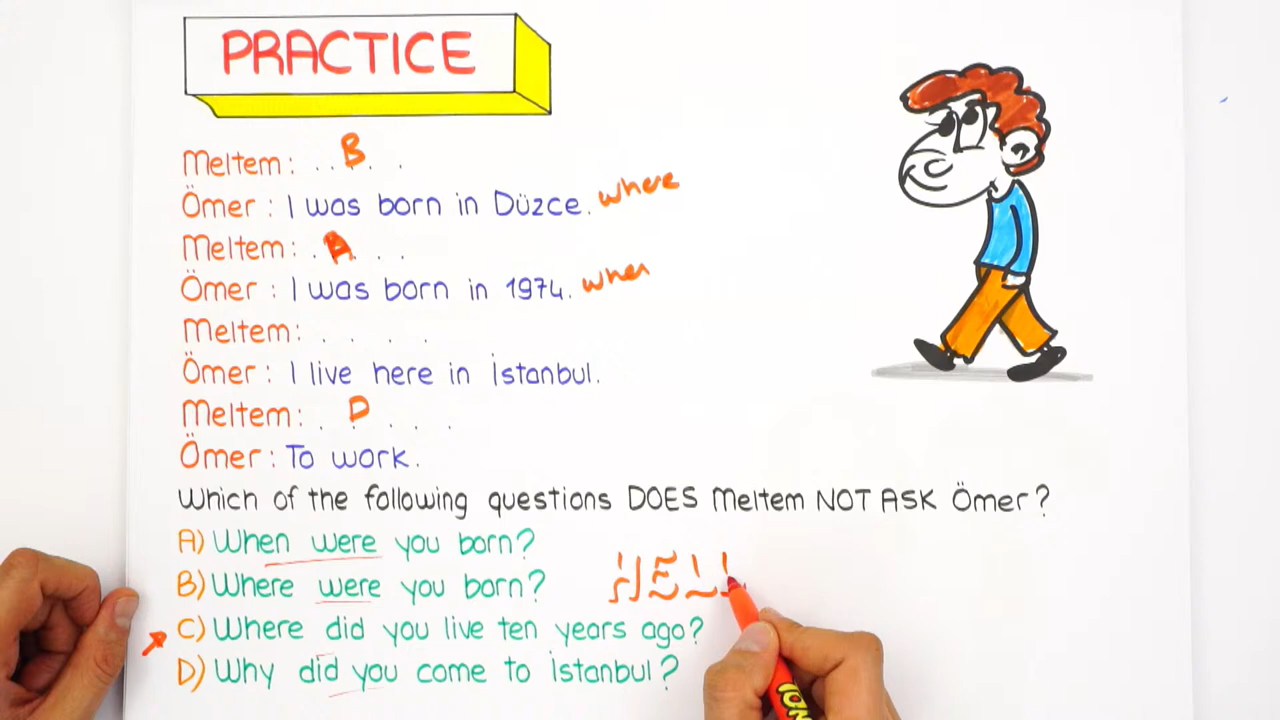 PRACTICE
Meltem: . . B . .
Ömer: I was born in Düzce. where
Meltem: . A . .
Ömer: I was born in 1974. when
Meltem: . . . .
Ömer: I live here in İstanbul.
Meltem: . D . . .
Ömer: To work.
Which of the following questions DOES Meltem NOT ASK Ömer?
A) When were you born?
B) Where were you born?
HELL
C) Where did you live ten years ago?
D) Why did you come to İstanbul?